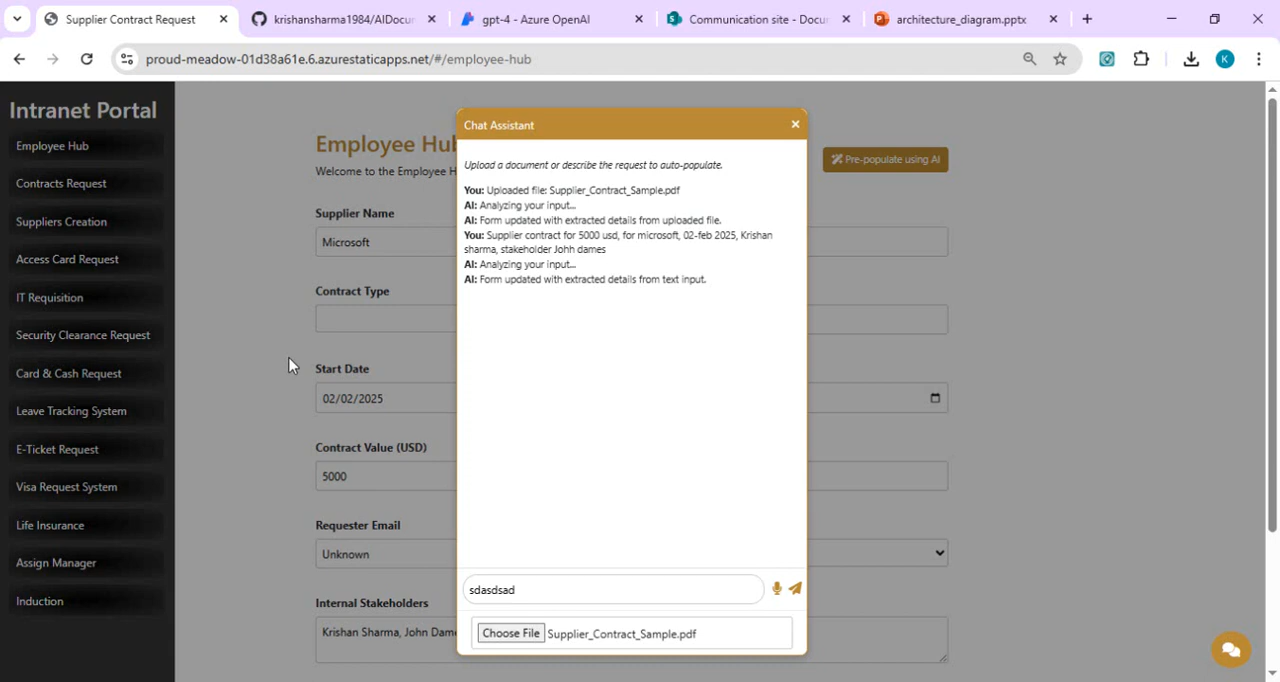 Supplier Contract Request
krishansharma1984/AIDocum
gpt-4 - Azure OpenAI
Communication site - Docu
architecture_diagram.pptx
proud-meadow-01d38a61e.6.azurestaticapps.net/#/employee-hub
K
Intranet Portal
Employee Hub
Contracts Request
Suppliers Creation
Access Card Request
IT Requisition
Security Clearance Request
Card & Cash Request
Leave Tracking System
E-Ticket Request
Visa Request System
Life Insurance
Assign Manager
Induction
Employee Hub
Welcome to the Employee H
Pre-populate using AI
Supplier Name
Microsoft
Contract Type
Start Date
02/02/2025
Contract Value (USD)
5000
Requester Email
Unknown
Internal Stakeholders
Krishan Sharma, John Dame
Chat Assistant
×
Upload a document or describe the request to auto-populate.
You: Uploaded file: Supplier_Contract_Sample.pdf
AI: Analyzing your input...
AI: Form updated with extracted details from uploaded file.
You: Supplier contract for 5000 usd, for microsoft, 02-feb 2025, Krishan
sharma, stakeholder Johh dames
AI: Analyzing your input...
AI: Form updated with extracted details from text input.
sdasdsad
Choose File Supplier_Contract_Sample.pdf